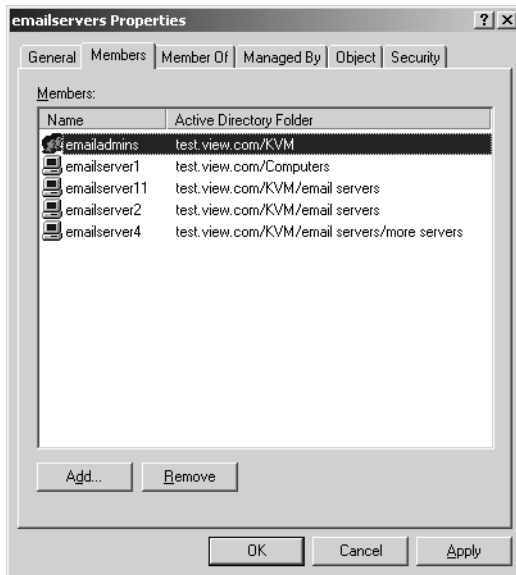 emailservers Properties ? ×
General Members Member Of Managed By Object Security
Members:
Name Active Directory Folder
emailadmins test.view.com/KVM
emailserver1 test.view.com/Computers
emailserver11 test.view.com/KVM/email servers
emailserver2 test.view.com/KVM/email servers
emailserver4 test.view.com/KVM/email servers/more servers
Add... Remove
OK Cancel Apply